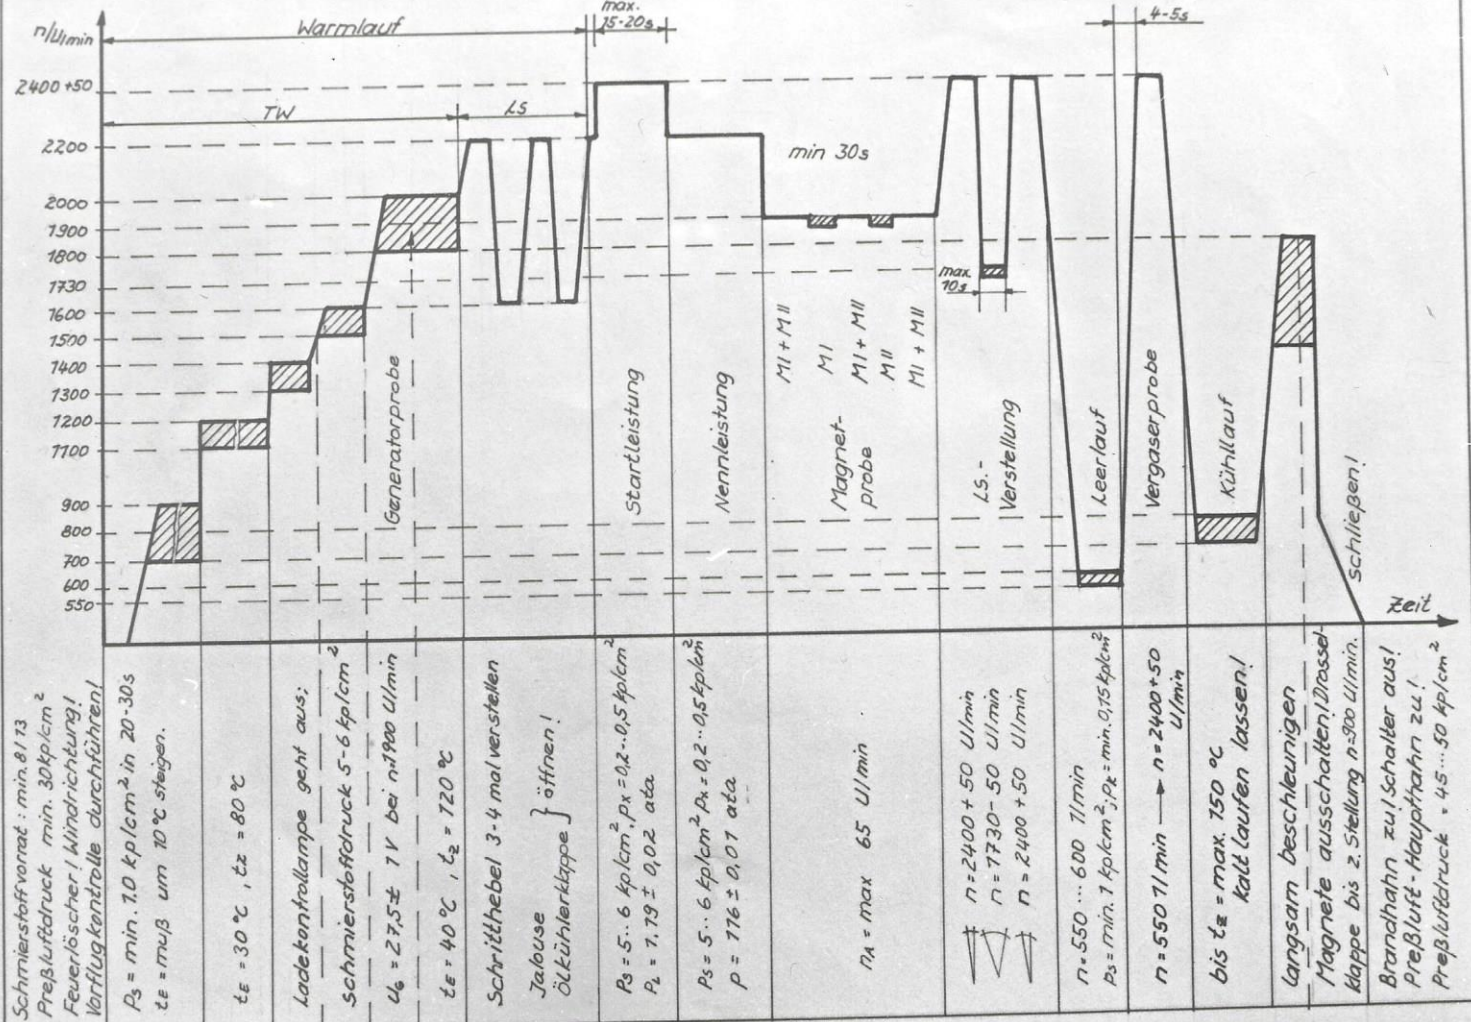 n/U/min
Warmlauf
max.
15-20s
4-5s
2400 +50
TW
LS
2200
min 30s
2000
1900
1800
1730
max.
10s
1600
1500
1400
1300
1200
1100
900
800
700
600
550
Generatorprobe
Startleistung
Nennleistung
MI + MII
MI
MI + MII
MII
MI + MII
Magnet-
probe
LS.-
Verstellung
Leerlauf
Vergaserprobe
Kühllauf
schließen!
Zeit
Schmierstoffvorrat : min. 8 l 73
Preßluftdruck min. 30kp/cm²
Feuerlöscher! Windrichtung!
Vorflugkontrolle durchführen!
Ps = min. 1.0 kp/cm² in 20-30s
tE = muß um 10°C steigen.
tE = 30°C , tz = 80°C
Ladekontrollampe geht aus;
schmierstoffdruck 5-6 kp/cm²
UG = 27,5 ± 1 V bei n=1900 U/min
tE = 40°C , tz = 120°C
Schritthebel 3-4 mal verstellen
Jalouse
Ölkühlerklappe } öffnen!
Ps = 5..6 kp/cm² Px = 0,2..0,5 kp/cm²
PL = 1.19 ± 0,02 ata
Ps = 5..6 kp/cm² Px = 0,2..0,5 kp/cm²
p = 116 ± 0,01 ata
nA = max 65 U/min
n = 2400 + 50 U/min
n = 1730 - 50 U/min
n = 2400 + 50 U/min
n = 550 ... 600 1/min
ps = min. 1 kp/cm²; px = min. 0,15 kp/cm²
n = 550 1/min → n = 2400 + 50
U/min
bis tz = max. 150 °C
kalt laufen lassen!
langsam beschleunigen
Magnete ausschalten! Drossel-
klappe bis 2. Stellung n=900 U/min.
Brandhahn zu! Schalter aus!
Preßluft-Haupthahn zu!
Preßluftdruck = 45 ... 50 kp/cm²